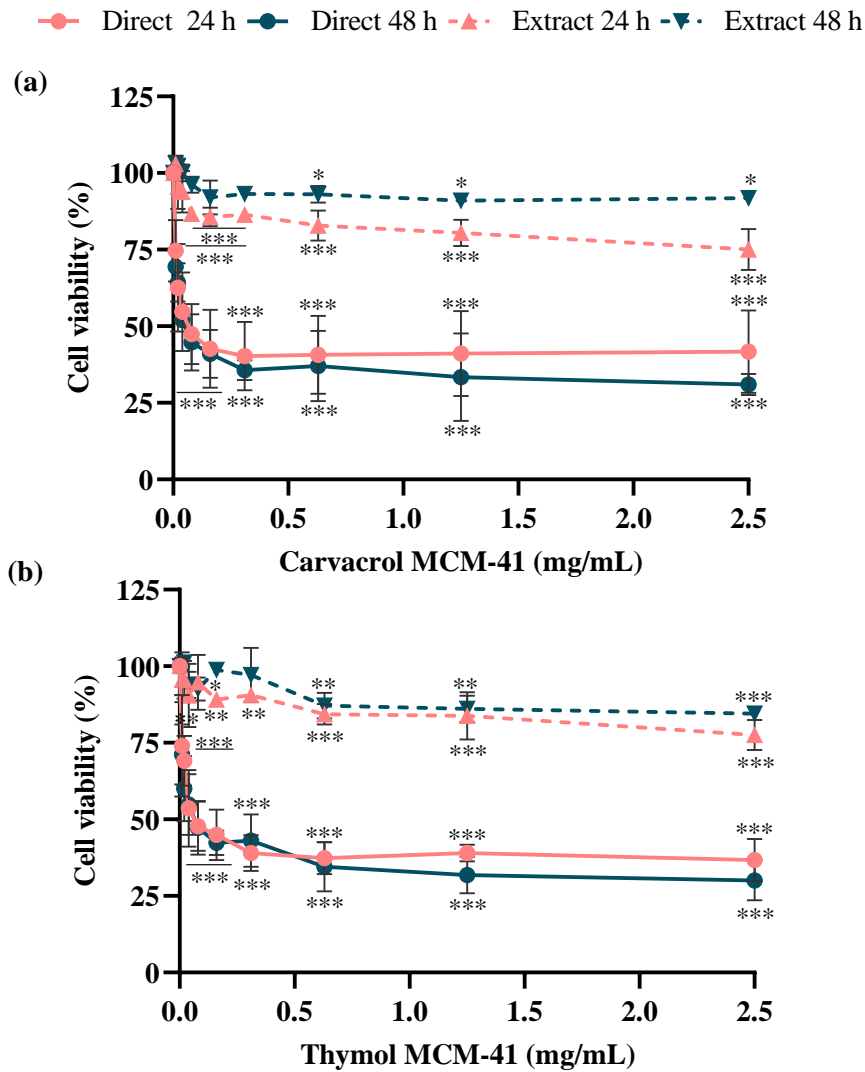 Direct 24 h Direct 48 h Extract 24 h Extract 48 h
(a)
125
100
75
50
25
0
Cell viability (%)
* * *
*** *** *** ***
***
*** *** *** ***
*** *** *** *** ***
0.0 0.5 1.0 1.5 2.0 2.5
Carvacrol MCM-41 (mg/mL)
(b)
125
100
75
50
25
0
Cell viability (%)
* ** ** ***
** ** ** *** *** ***
***
*** *** *** ***
*** *** *** *** ***
0.0 0.5 1.0 1.5 2.0 2.5
Thymol MCM-41 (mg/mL)